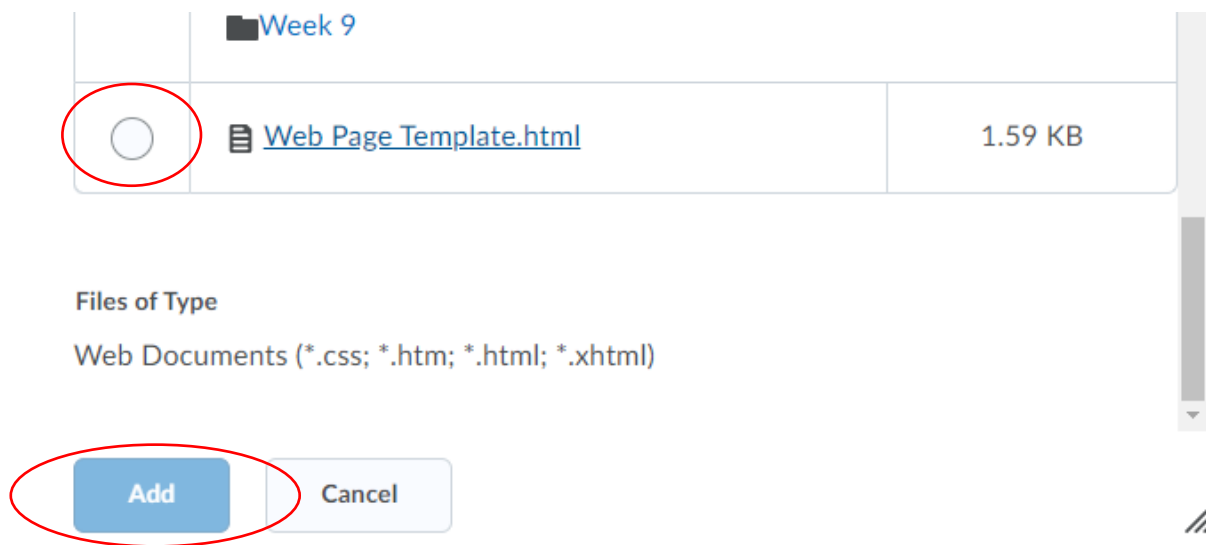 Week 9
Web Page Template.html 1.59 KB
Files of Type
Web Documents (*.css; *.htm; *.html; *.xhtml)
Add Cancel